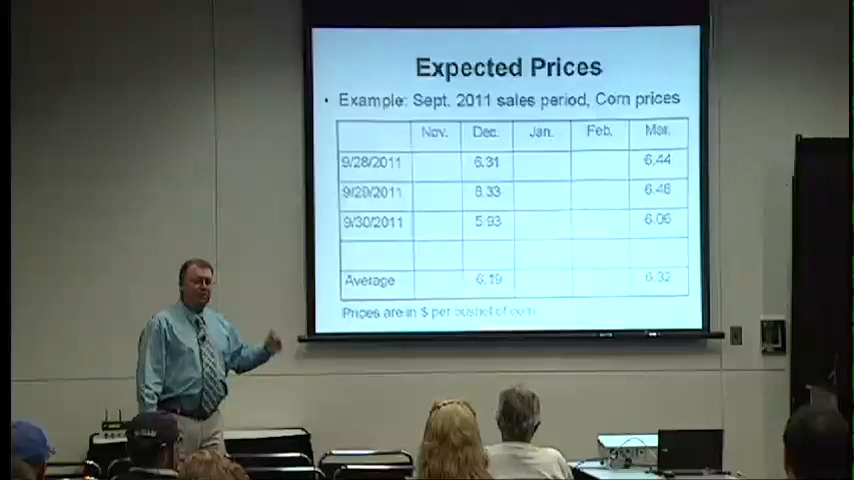 Expected Prices
• Example: Sept. 2011 sales period, Corn prices
Nov. Dec. Jan. Feb. Mar.
9/28/2011 6.31 6.44
9/29/2011 6.33 6.48
9/30/2011 5.93 6.06
Average 6.19 6.32
Prices are in $ per bushel of corn